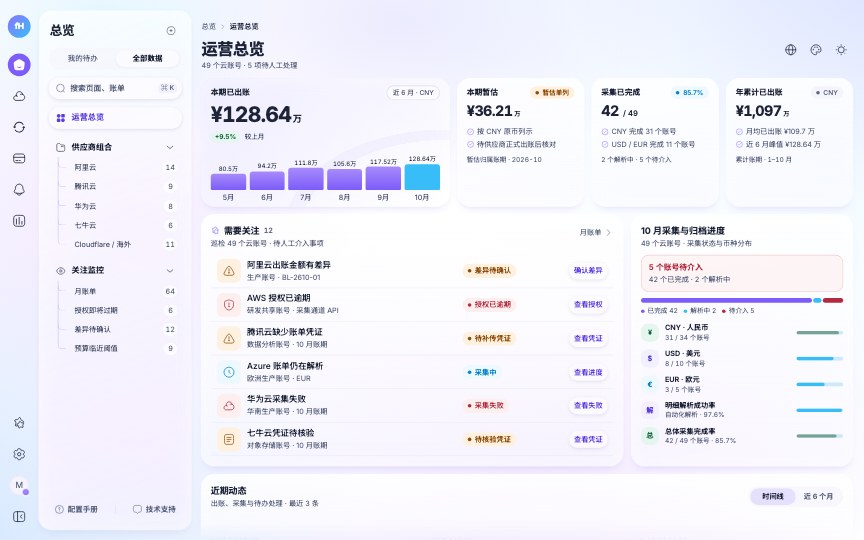 fH
总览
我的待办 全部数据
搜索页面、账单 ⌘ K
运营总览
供应商组合
阿里云 14
腾讯云 9
华为云 8
七牛云 6
Cloudflare / 海外 11
关注监控
月账单 64
授权即将过期 6
差异待确认 12
预算临近阈值 9
配置手册 技术支持
M
总览 › 运营总览
运营总览
49 个云账号 · 5 项待人工处理
本期已出账 近 6 月 · CNY
¥128.64万
+9.5% 较上月
80.5万 94.2万 111.8万 105.6万 117.52万 128.64万
5月 6月 7月 8月 9月 10月
本期暂估 暂估单列
¥36.21万
按 CNY 原币列示
待供应商正式出账后核对
暂估归属账期 · 2026-10
采集已完成 85.7%
42 / 49
CNY 完成 31 个账号
USD / EUR 完成 11 个账号
2 个解析中 · 5 个待介入
年累计已出账 CNY
¥1,097万
月均已出账 ¥109.7 万
近 6 月峰值 ¥128.64 万
累计账期 · 1–10 月
需要关注 12
巡检 49 个云账号 · 待人工介入事项
月账单
阿里云出账金额有差异
生产账号 · BL-2610-01
差异待确认 确认差异
AWS 授权已逾期
研发共享账号 · 采集通道 API
授权已逾期 查看授权
腾讯云缺少账单凭证
数据分析账号 · 10 月账期
待补传凭证 查看凭证
Azure 账单仍在解析
欧洲生产账号 · EUR
采集中 查看进度
华为云采集失败
华南生产账号 · 10 月账期
采集失败 查看失败
七牛云凭证待核验
对象存储账号 · 10 月账期
待核验凭证 查看凭证
10 月采集与归档进度
49 个云账号 · 采集状态与币种分布
5 个账号待介入
42 个已完成 · 2 个解析中
已完成 42 解析中 2 待介入 5
¥ CNY · 人民币
31 / 34 个账号
$ USD · 美元
8 / 10 个账号
€ EUR · 欧元
3 / 5 个账号
解 明细解析成功率
自动化解析 · 97.6%
总 总体采集完成率
42 / 49 个账号 · 85.7%
近期动态
出账、采集与待办处理 · 最近 3 条
时间线 近 6 个月